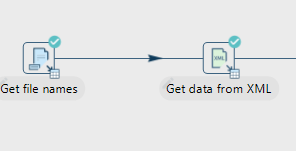 XML
Get file names
Get data from XML